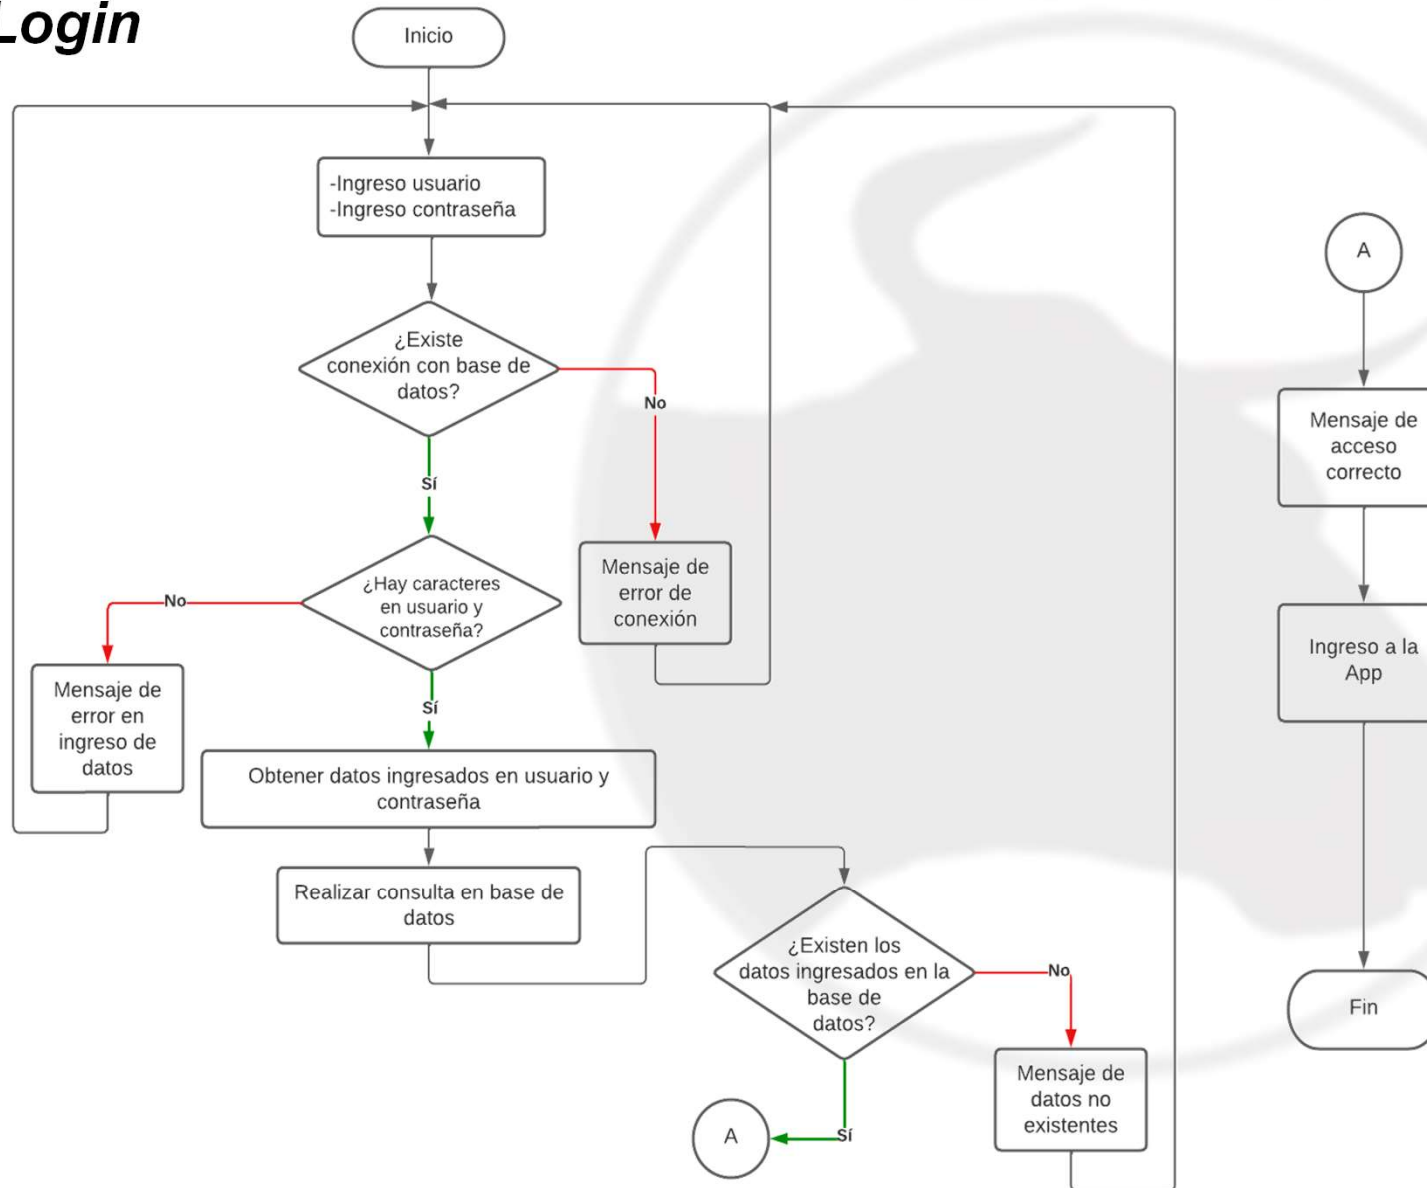 Login
Inicio
-Ingreso usuario
-Ingreso contraseña
¿Existe
conexión con base de
datos?
No
Sí
¿Hay caracteres
en usuario y
contraseña?
No
Mensaje de
error de
conexión
Sí
Mensaje de
error en
ingreso de
datos
Obtener datos ingresados en usuario y
contraseña
Realizar consulta en base de
datos
¿Existen los
datos ingresados en la
base de
datos?
No
Mensaje de
datos no
existentes
Sí
A
A
Mensaje de
acceso
correcto
Ingreso a la
App
Fin